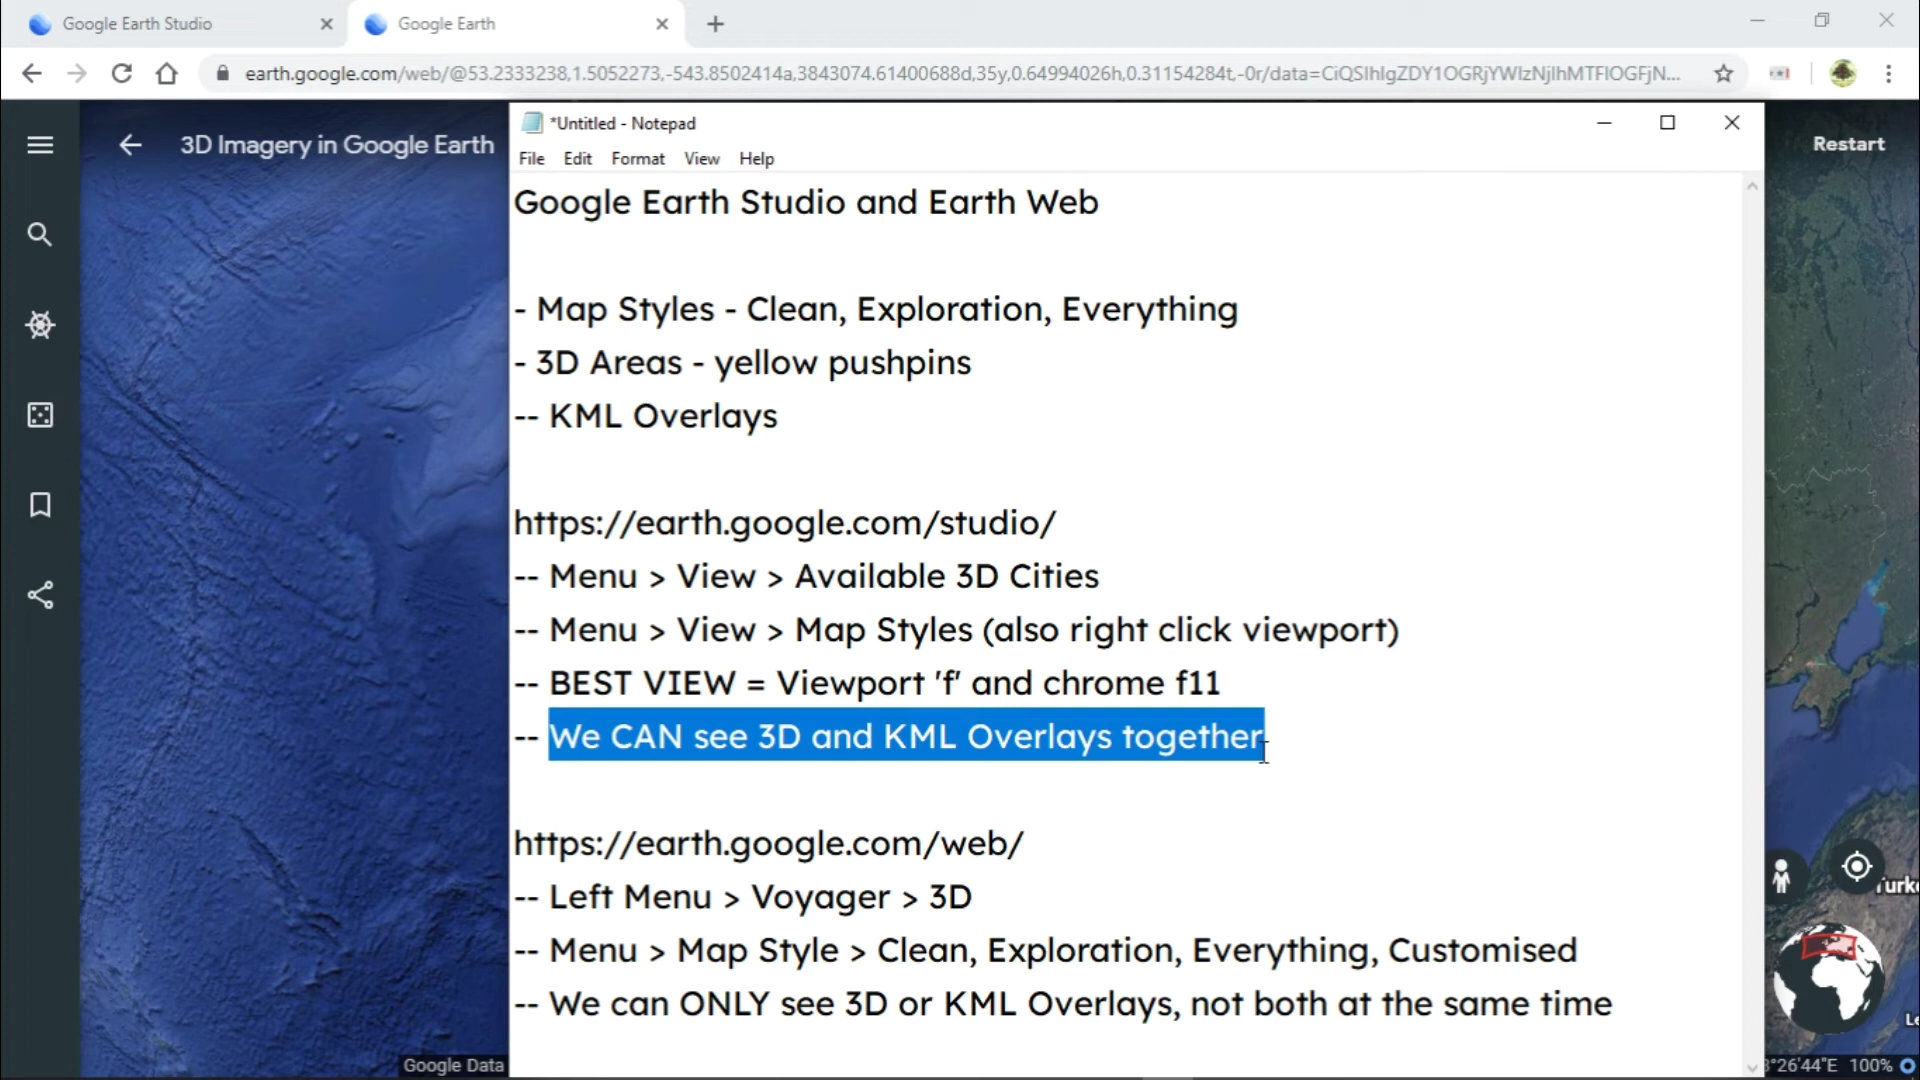 Google Earth Studio
Google Earth
earth.google.com/web/@53.2333238,1.5052273,-543.8502414a,3843074.61400688d,35y,0.64994026h,0.31154284t,-0r/data=
3D Imagery in Google Earth
Restart
*Untitled - Notepad
File Edit Format View Help
Google Earth Studio and Earth Web
- Map Styles - Clean, Exploration, Everything
- 3D Areas - yellow pushpins
-- KML Overlays
https://earth.google.com/studio/
-- Menu > View > Available 3D Cities
-- Menu > View > Map Styles (also right click viewport)
-- BEST VIEW = Viewport 'f' and chrome f11
-- We CAN see 3D and KML Overlays together
https://earth.google.com/web/
-- Left Menu > Voyager > 3D
-- Menu > Map Style > Clean, Exploration, Everything, Customised
-- We can ONLY see 3D or KML Overlays, not both at the same time
Turk
Le
Google Data
°26'44"E 100%